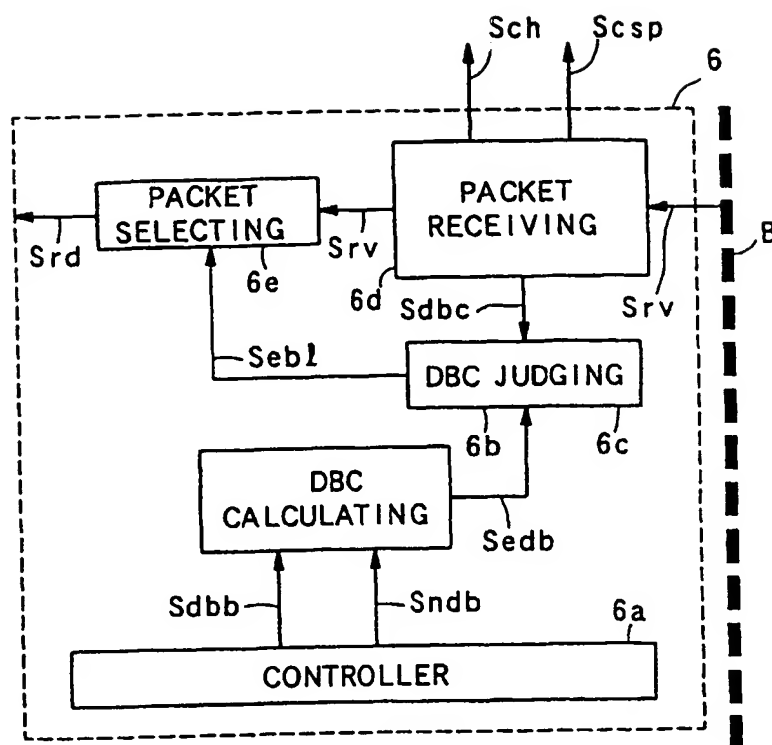 Sch
Scsp
6
PACKET
SELECTING
Srv
PACKET
RECEIVING
Srd
6e
6d
Srv
B
Sdbc
Sebl
DBC JUDGING
6b
6c
DBC
CALCULATING
Sedb
Sdbb
Sndb
6a
CONTROLLER